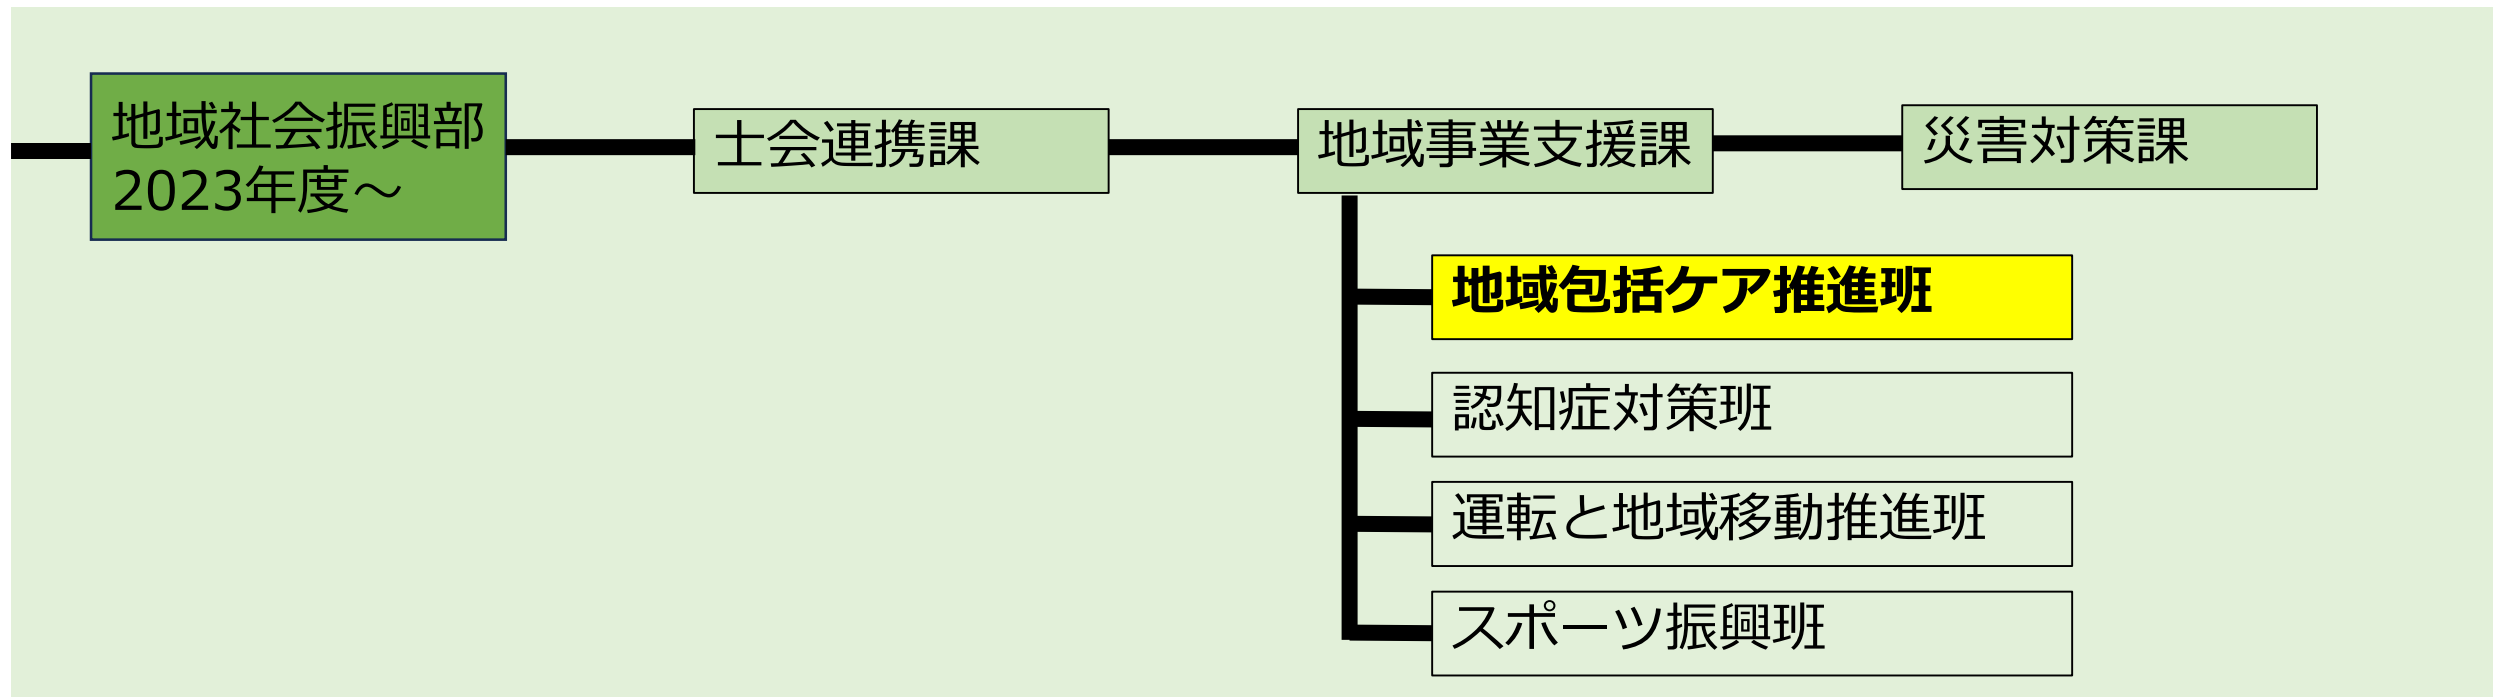 地域社会振興部
2023年度～
士会連携課
地域事業支援課
災害対策課
地域包括ケア推進班
認知症対策班
運転と地域移動推進班
スポーツ振興班